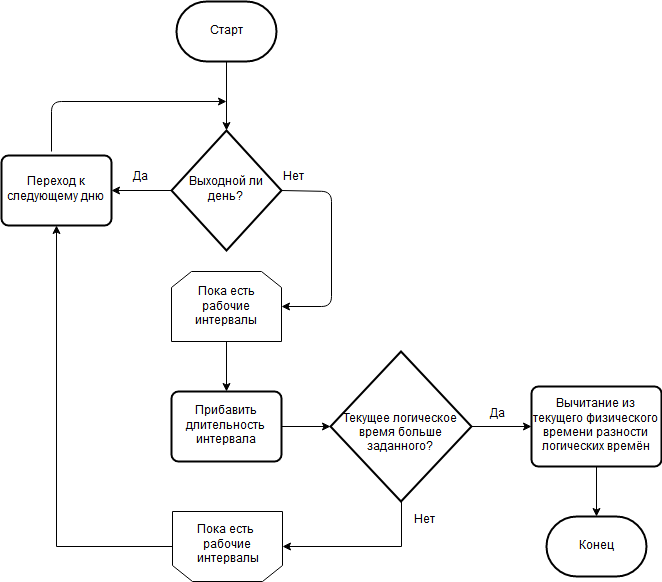 Старт
Выходной ли
день?
Да
Нет
Переход к
следующему дню
Пока есть
рабочие
интервалы
Прибавить
длительность
интервала
Текущее логическое
время больше
заданного?
Да
Вычитание из
текущего физического
времени разности
логических времён
Нет
Пока есть
рабочие
интервалы
Конец